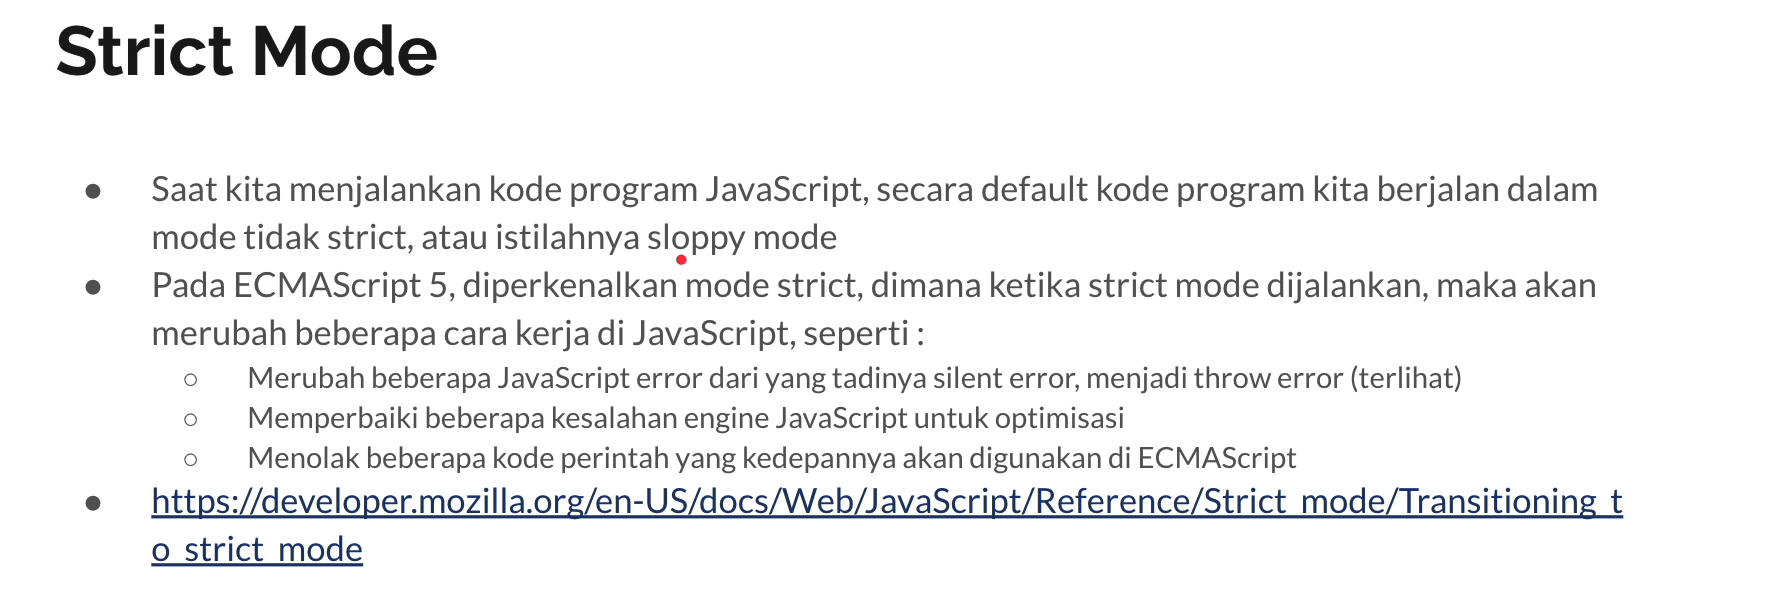 Strict Mode
● Saat kita menjalankan kode program JavaScript, secara default kode program kita berjalan dalam
mode tidak strict, atau istilahnya sloppy mode
● Pada ECMAScript 5, diperkenalkan mode strict, dimana ketika strict mode dijalankan, maka akan
merubah beberapa cara kerja di JavaScript, seperti :
○ Merubah beberapa JavaScript error dari yang tadinya silent error, menjadi throw error (terlihat)
○ Memperbaiki beberapa kesalahan engine JavaScript untuk optimisasi
○ Menolak beberapa kode perintah yang kedepannya akan digunakan di ECMAScript
● https://developer.mozilla.org/en-US/docs/Web/JavaScript/Reference/Strict_mode/Transitioning_t
o_strict_mode